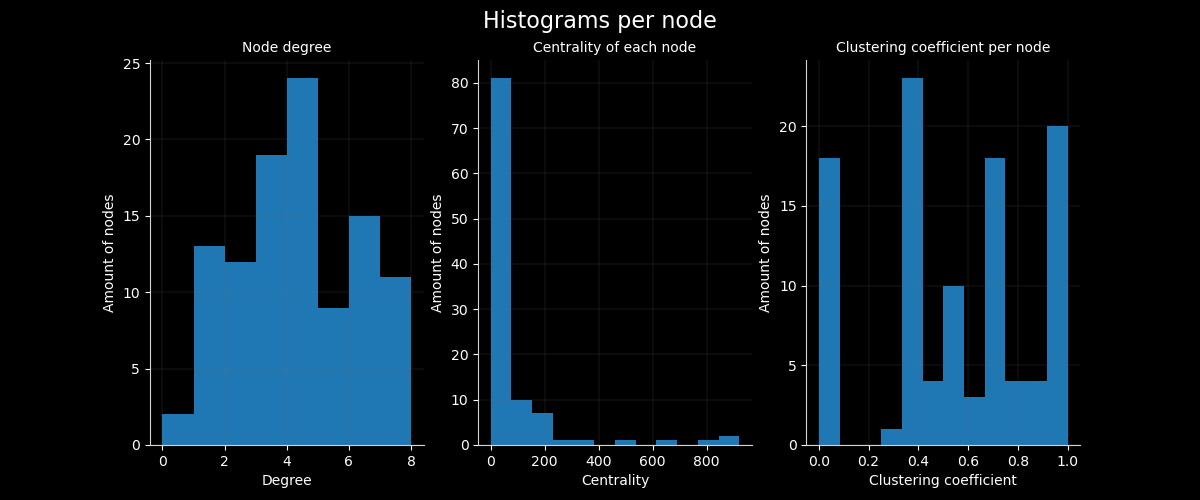 Histograms per node
Node degree
Amount of nodes
25
20
15
10
5
0
0 2 4 6 8
Degree
Centrality of each node
Amount of nodes
80
70
60
50
40
30
20
10
0
0 200 400 600 800
Centrality
Clustering coefficient per node
Amount of nodes
20
15
10
5
0
0.0 0.2 0.4 0.6 0.8 1.0
Clustering coefficient